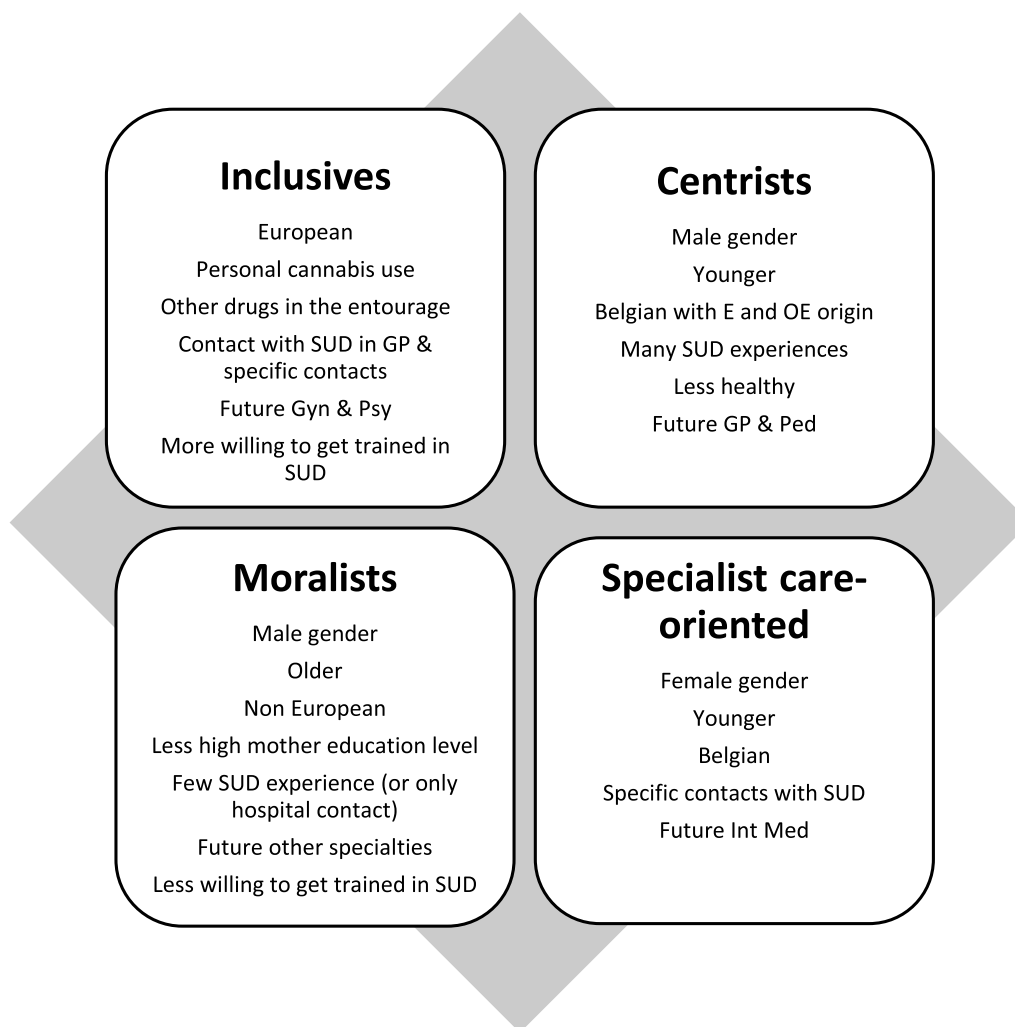 Inclusives
European
Personal cannabis use
Other drugs in the entourage
Contact with SUD in GP &
specific contacts
Future Gyn & Psy
More willing to get trained in
SUD
Centrists
Male gender
Younger
Belgian with E and OE origin
Many SUD experiences
Less healthy
Future GP & Ped
Moralists
Male gender
Older
Non European
Less high mother education level
Few SUD experience (or only
hospital contact)
Future other specialties
Less willing to get trained in SUD
Specialist care-
oriented
Female gender
Younger
Belgian
Specific contacts with SUD
Future Int Med